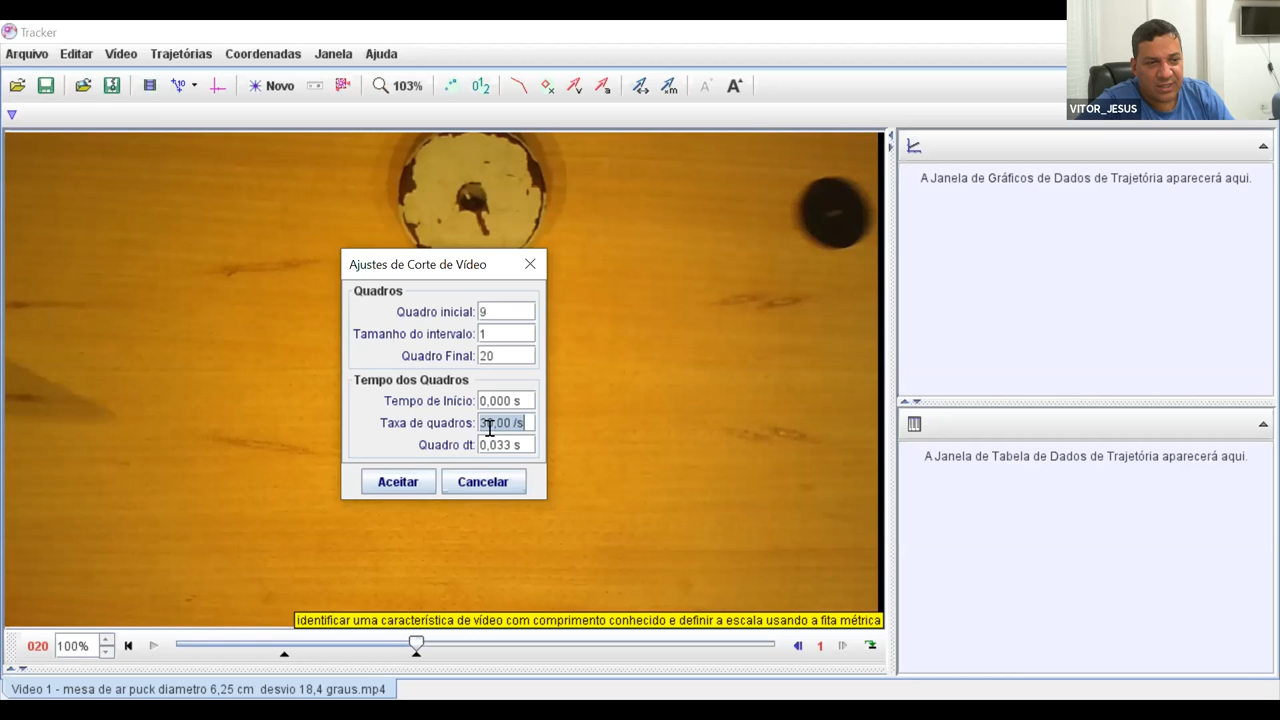 Tracker
Arquivo Editar Vídeo Trajetórias Coordenadas Janela Ajuda
Novo 103%
VITOR_JESUS
A Janela de Gráficos de Dados de Trajetória aparecerá aqui.
Ajustes de Corte de Vídeo
Quadros
Quadro inicial: 9
Tamanho do intervalo: 1
Quadro Final: 20
Tempo dos Quadros
Tempo de Início: 0,000 s
Taxa de quadros: 30,00 /s
Quadro dt: 0,033 s
Aceitar Cancelar
A Janela de Tabela de Dados de Trajetória aparecerá aqui.
identificar uma característica de vídeo com comprimento conhecido e definir a escala usando a fita métrica
020 100% 1
Video 1 - mesa de ar puck diametro 6,25 cm desvio 18,4 graus.mp4